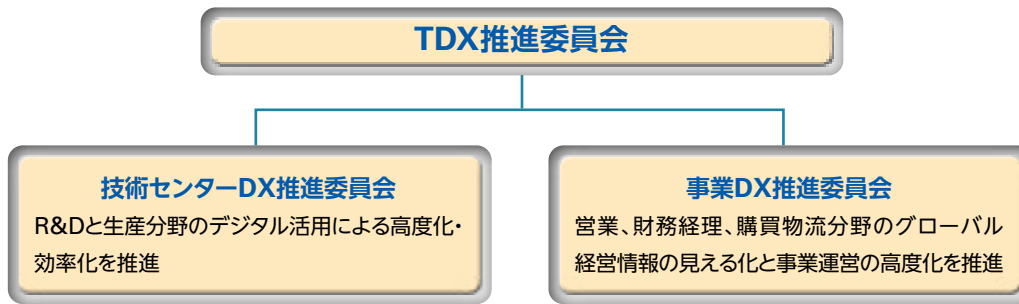 TDX推進委員会
技術センターDX推進委員会
R&Dと生産分野のデジタル活用による高度化・
効率化を推進
事業DX推進委員会
営業、財務経理、購買物流分野のグローバル
経営情報の見える化と事業運営の高度化を推進